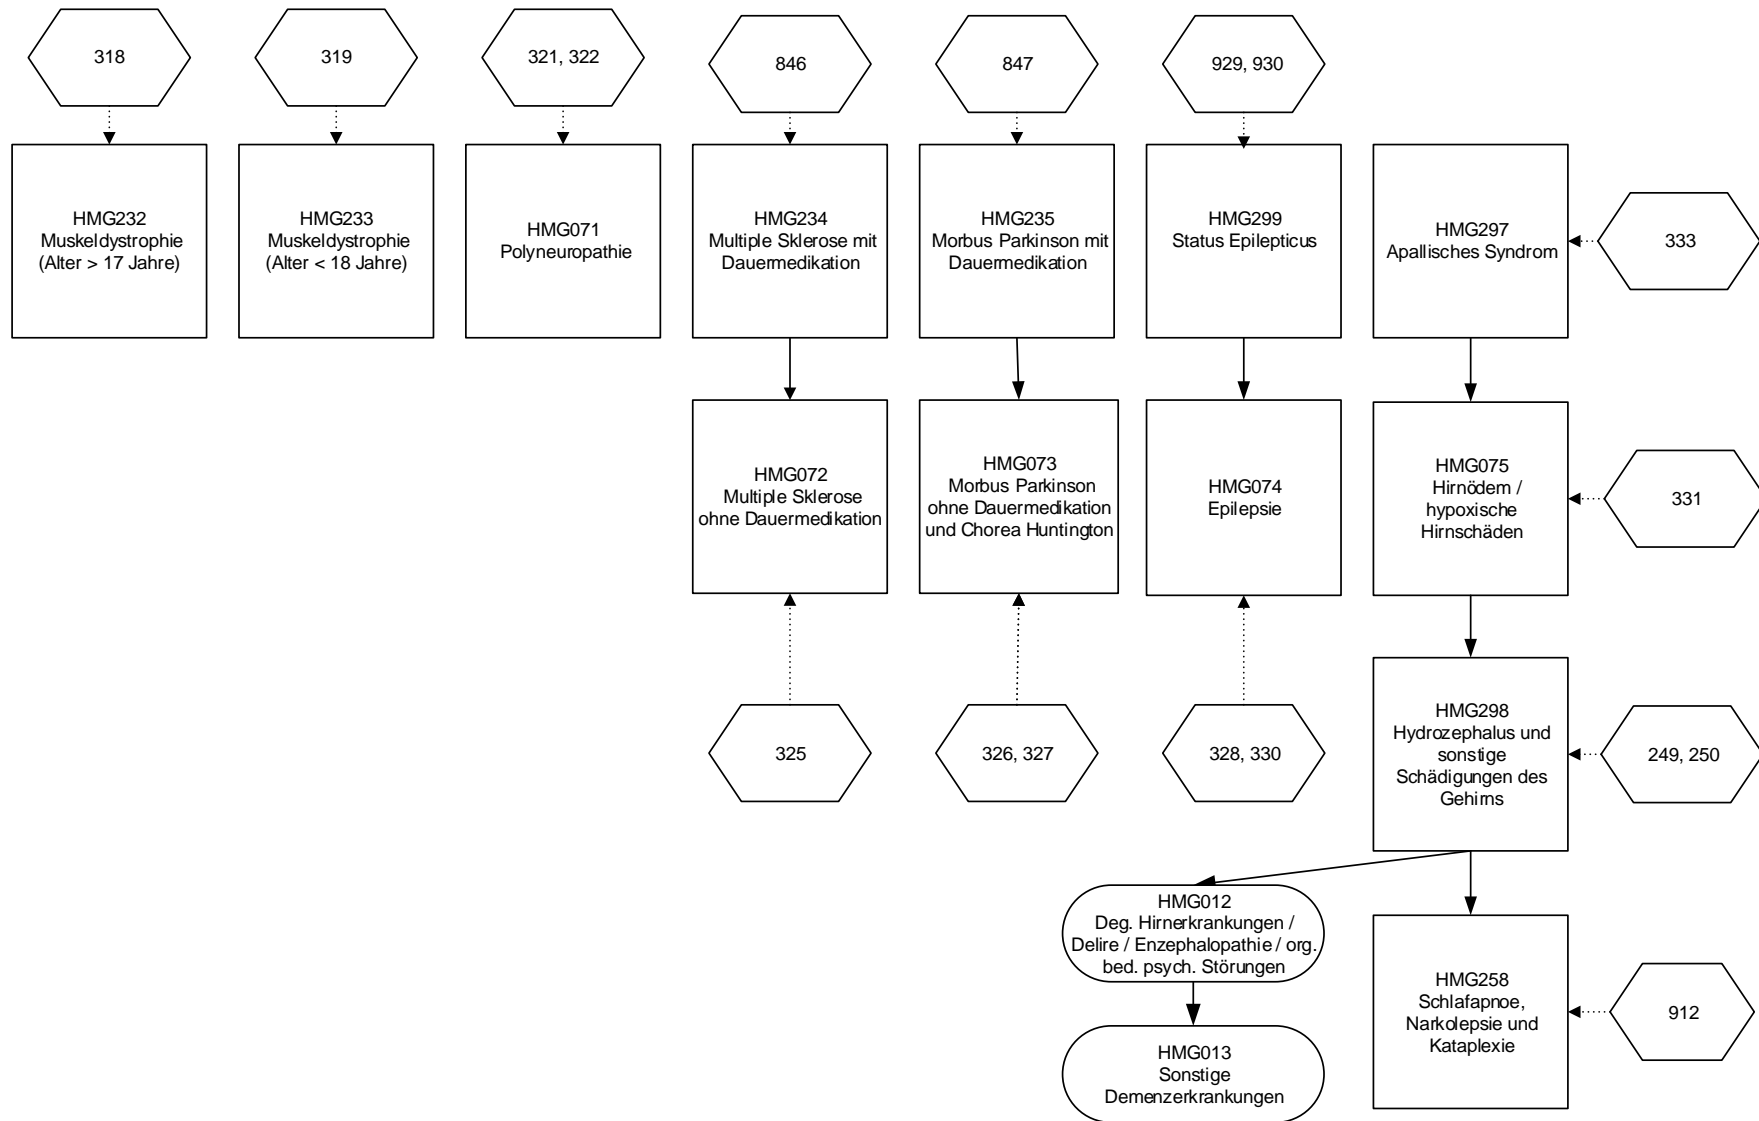 318
319
321, 322
846
847
929, 930
HMG232
Muskeldystrophie
(Alter > 17 Jahre)
HMG233
Muskeldystrophie
(Alter < 18 Jahre)
HMG071
Polyneuropathie
HMG234
Multiple Sklerose mit
Dauermedikation
HMG235
Morbus Parkinson mit
Dauermedikation
HMG299
Status Epilepticus
HMG297
Apallisches Syndrom
333
HMG072
Multiple Sklerose
ohne Dauermedikation
HMG073
Morbus Parkinson
ohne Dauermedikation
und Chorea Huntington
HMG074
Epilepsie
HMG075
Hirnödem /
hypoxische
Hirnschäden
331
325
326, 327
328, 330
HMG298
Hydrozephalus und
sonstige
Schädigungen des
Gehirns
249, 250
HMG012
Deg. Hirnerkrankungen /
Delire / Enzephalopathie / org.
bed. psych. Störungen
HMG258
Schlafapnoe,
Narkolepsie und
Kataplexie
912
HMG013
Sonstige
Demenzerkrankungen